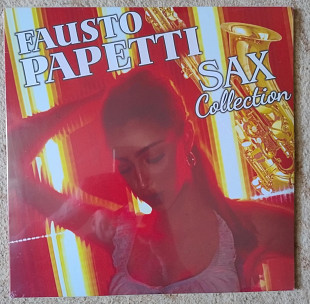 FAUSTO
PAPETTI
SAX
Collection